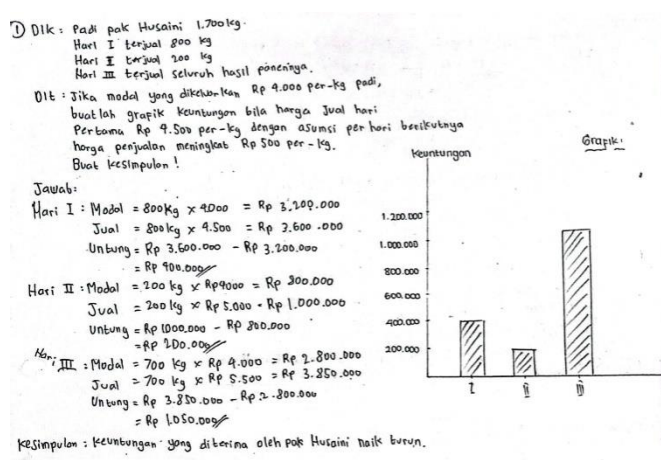 ① Dik : Padi pak Husaini 1.700 kg.
Hari I terjual 800 kg
Hari II terjual 200 kg
Hari III terjual seluruh hasil panennya.
Dit : Jika modal yang dikeluarkan Rp 4.000 per-kg padi,
buatlah grafik keuntungan bila harga jual hari
Pertama Rp 4.500 per-kg dengan asumsi per hari berikutnya
harga penjualan meningkat Rp 500 per-kg.
Buat kesimpulan !
Jawab:
Hari I : Modal = 800kg x 4000 = Rp 3.200.000
Jual = 800kg x 4.500 = Rp 3.600.000
Untung = Rp 3.600.000 - Rp 3.200.000
= Rp 400.000
Hari II : Modal = 200 kg x Rp4000 = Rp 800.000
Jual = 200 kg x Rp 5.000 = Rp 1.000.000
Untung = Rp 1000.000 - Rp 800.000
= Rp 200.000
Hari III : Modal = 700 kg x Rp 4.000 = Rp 2.800.000
Jual = 700 kg x Rp 5.500 = Rp 3.850.000
Untung = Rp 3.850.000 - Rp 2.800.000
= Rp 1.050.000
Grafik:
Keuntungan
1.200.000
1.000.000
800.000
600.000
400.000
200.000
I II III
Kesimpulan : Keuntungan yang diterima oleh pak Husaini naik turun.